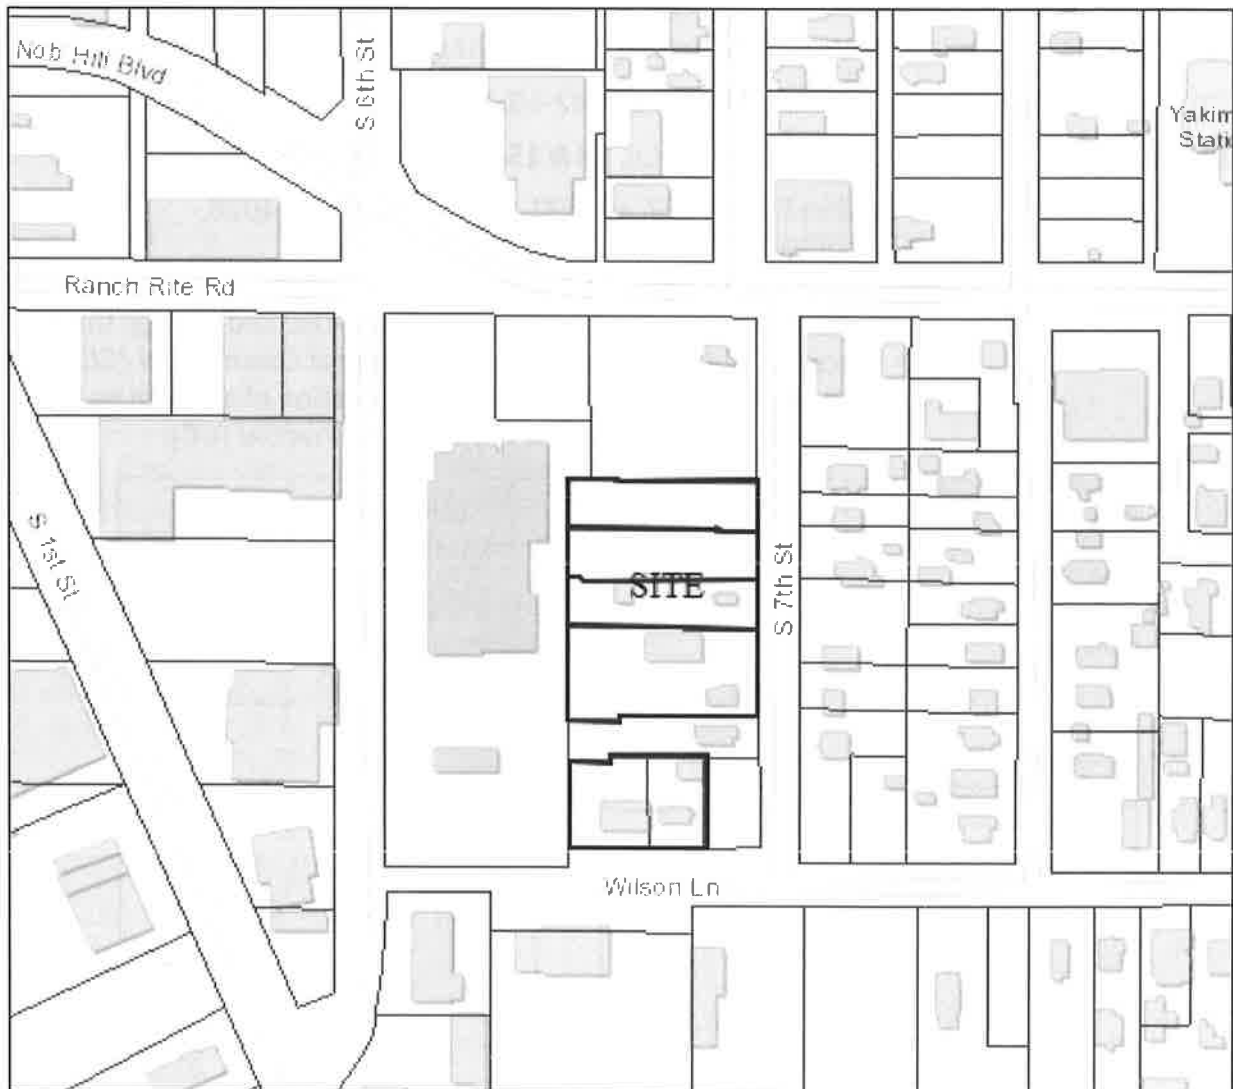 Nob Hill Blvd
S 6th St
Yakim
Stati
Ranch Rite Rd
S 1st St
SITE
S 7th St
Wilson Ln